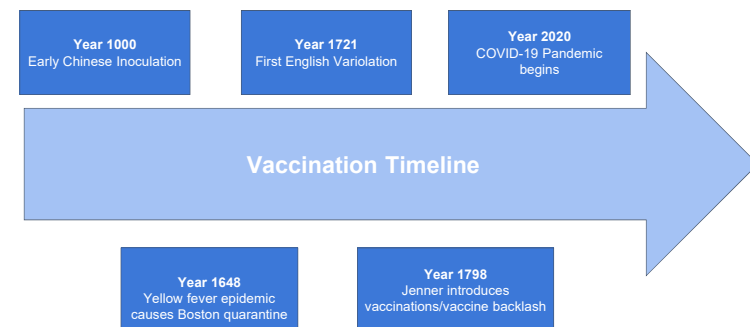 Year 1000
Early Chinese Inoculation
Year 1721
First English Variolation
Year 2020
COVID-19 Pandemic
begins
Vaccination Timeline
Year 1648
Yellow fever epidemic
causes Boston quarantine
Year 1798
Jenner introduces
vaccinations/vaccine backlash